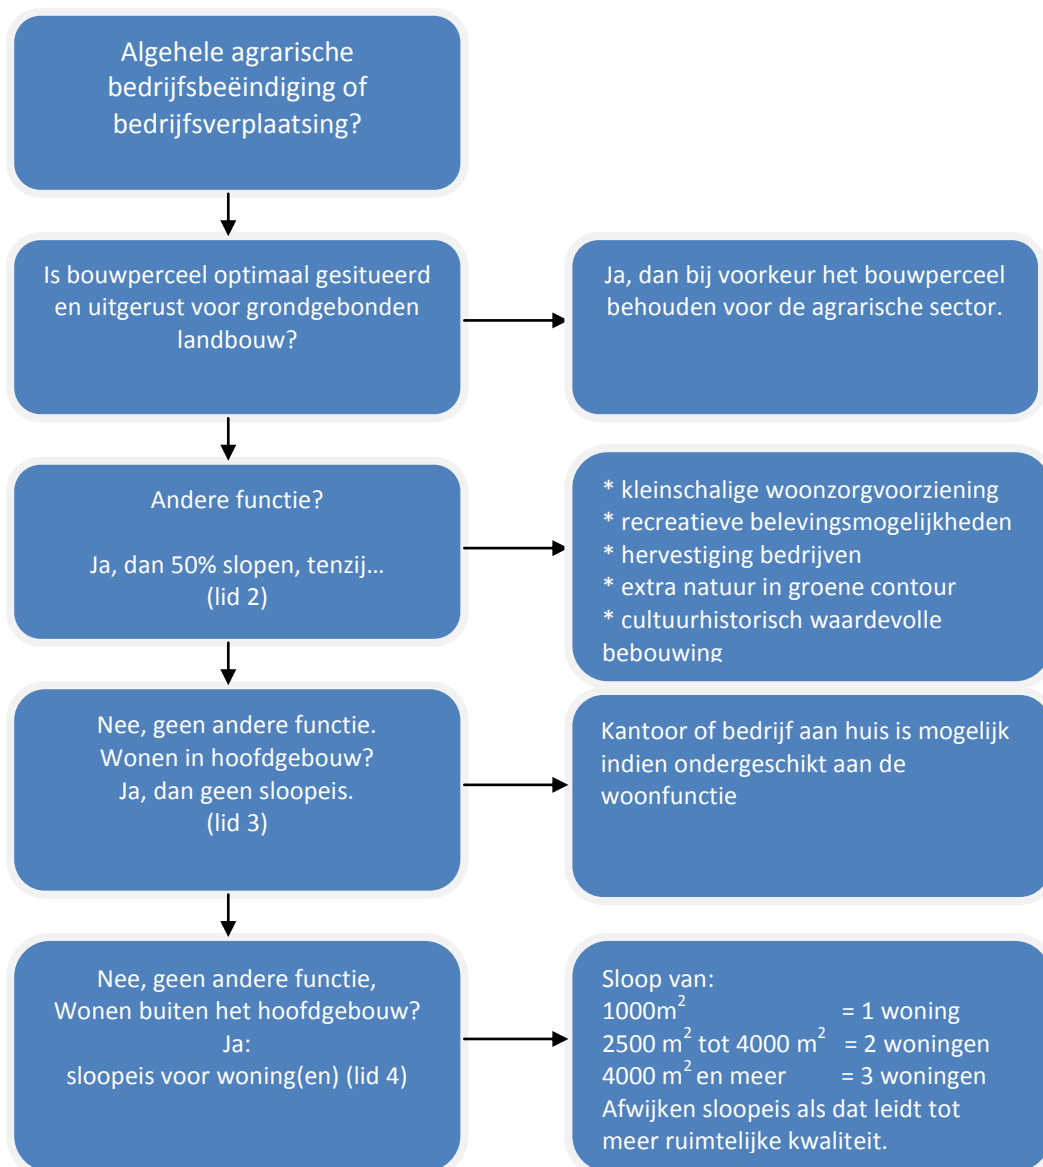 Algehele agrarische
bedrijfsbeëindiging of
bedrijfsverplaatsing?
Is bouwperceel optimaal gesitueerd
en uitgerust voor grondgebonden
landbouw?
Ja, dan bij voorkeur het bouwperceel
behouden voor de agrarische sector.
Andere functie?
Ja, dan 50% slopen, tenzij...
(lid 2)
* kleinschalige woonzorgvoorziening
* recreatieve belevingsmogelijkheden
* hervestiging bedrijven
* extra natuur in groene contour
* cultuurhistorisch waardevolle
bebouwing
Nee, geen andere functie.
Wonen in hoofdgebouw?
Ja, dan geen sloopeis.
(lid 3)
Kantoor of bedrijf aan huis is mogelijk
indien ondergeschikt aan de
woonfunctie
Nee, geen andere functie,
Wonen buiten het hoofdgebouw?
Ja:
sloopeis voor woning(en) (lid 4)
Sloop van:
1000m² = 1 woning
2500 m² tot 4000 m² = 2 woningen
4000 m² en meer = 3 woningen
Afwijken sloopeis als dat leidt tot
meer ruimtelijke kwaliteit.